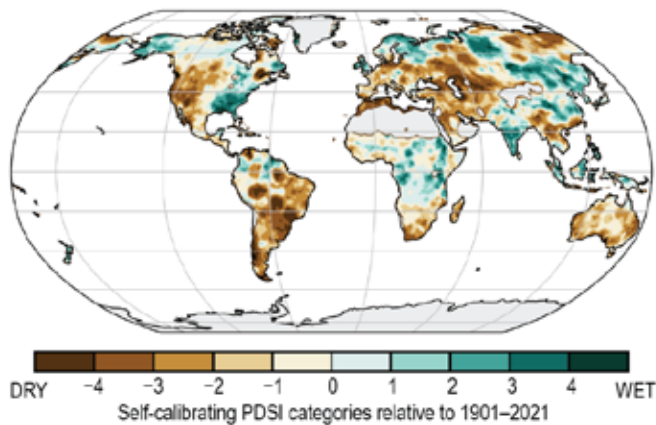 DRY −4 −3 −2 −1 0 1 2 3 4 WET
Self-calibrating PDSI categories relative to 1901–2021